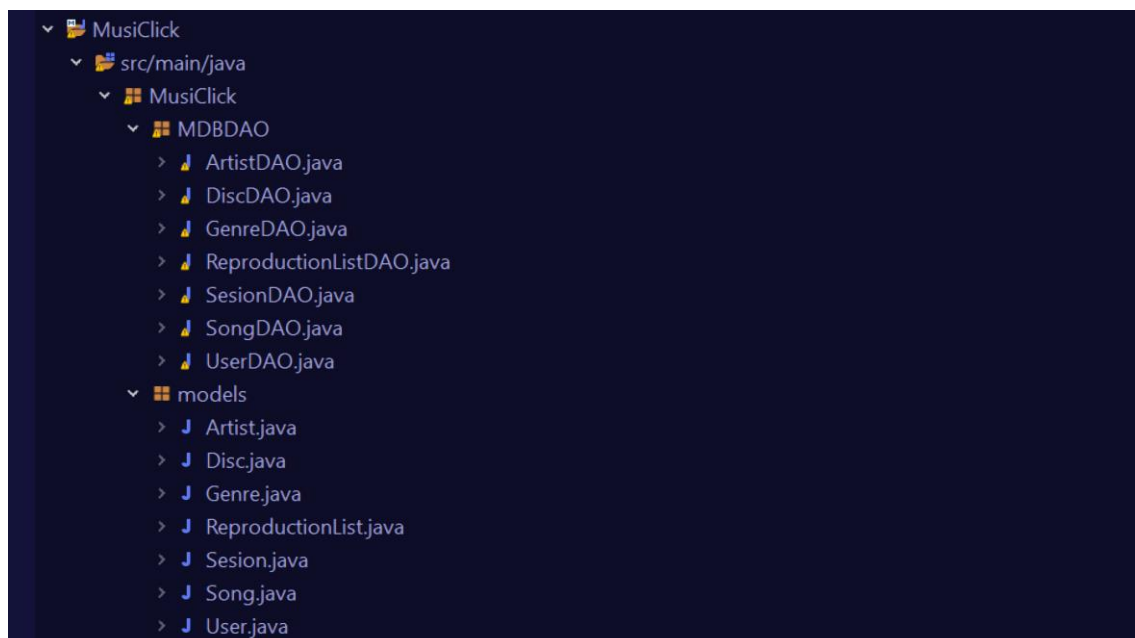 MusiClick
src/main/java
MusiClick
MDBDAO
ArtistDAO.java
DiscDAO.java
GenreDAO.java
ReproductionListDAO.java
SesionDAO.java
SongDAO.java
UserDAO.java
models
Artist.java
Disc.java
Genre.java
ReproductionList.java
Sesion.java
Song.java
User.java